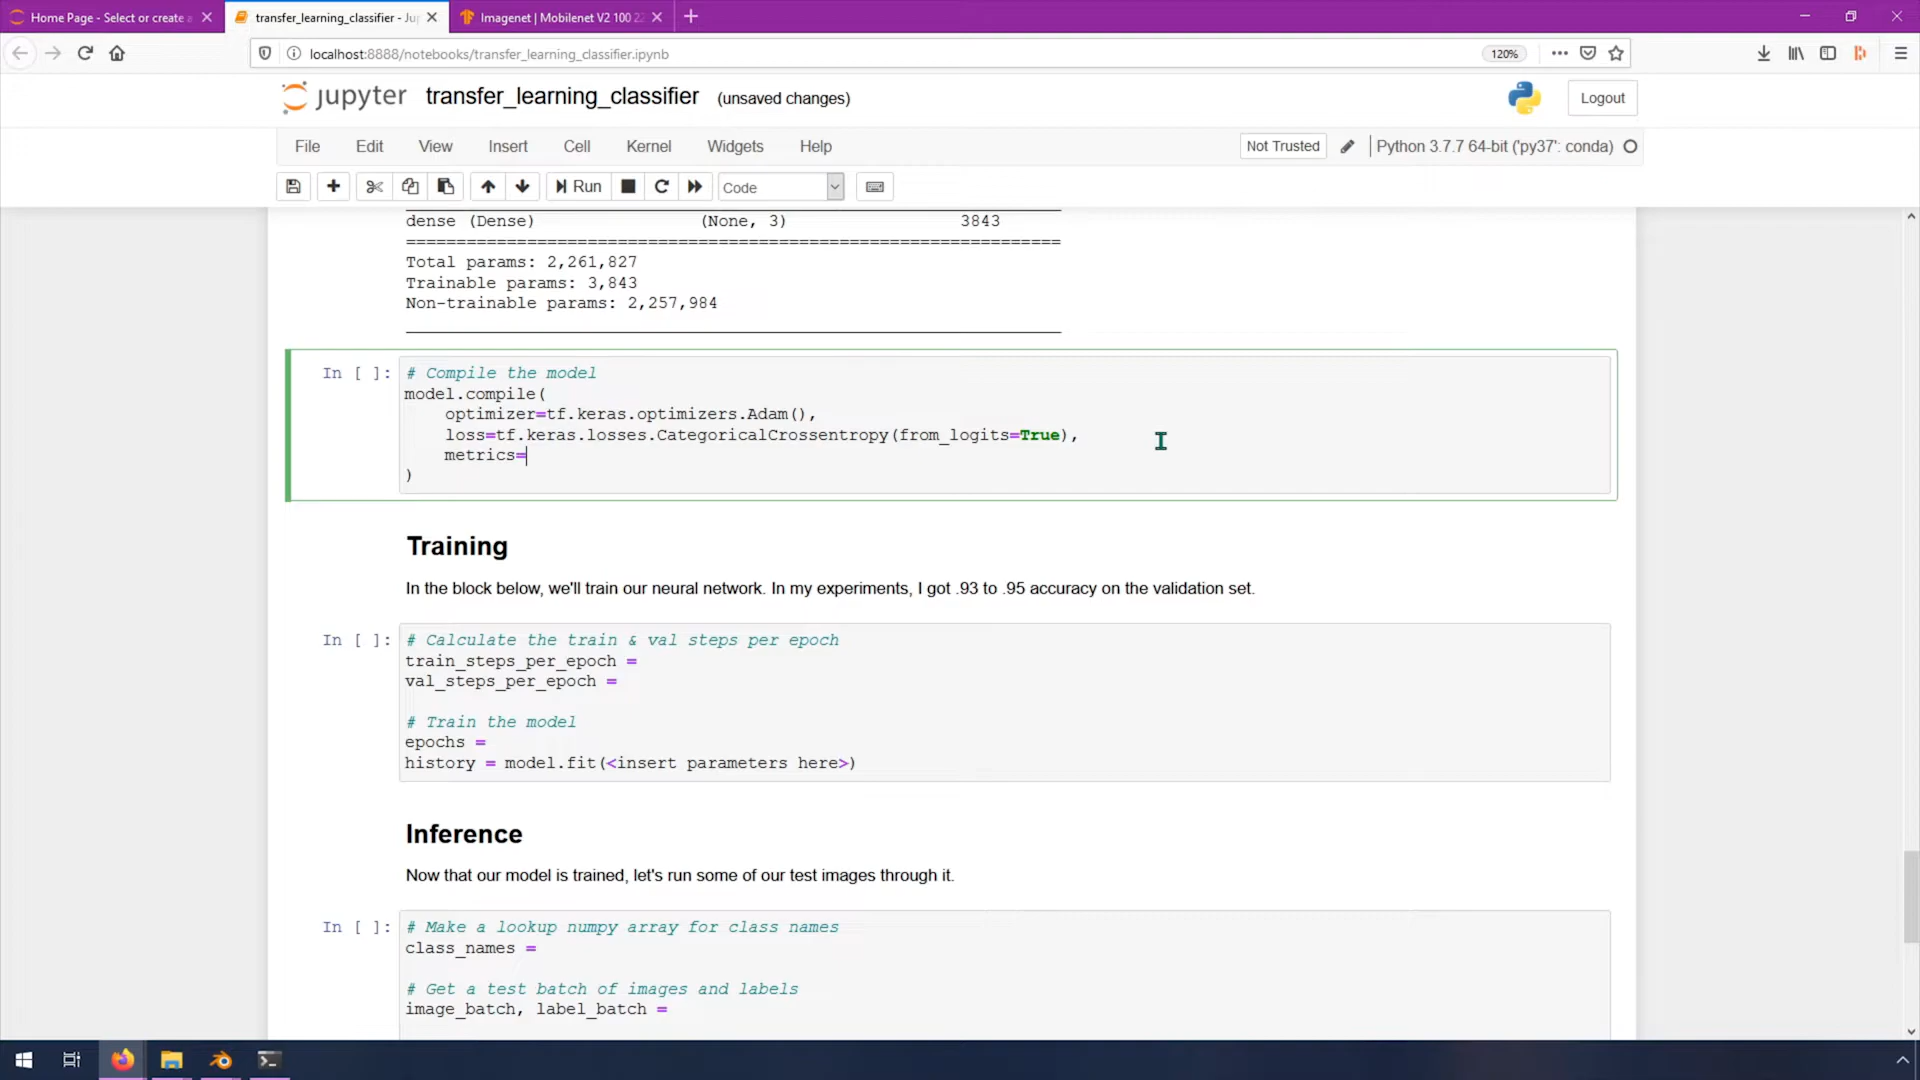 Home Page - Select or create a
transfer_learning_classifier - Ju
Imagenet | Mobilenet V2 100 22
localhost:8888/notebooks/transfer_learning_classifier.ipynb
120%
jupyter
transfer_learning_classifier (unsaved changes)
Logout
File Edit View Insert Cell Kernel Widgets Help
Not Trusted
Python 3.7.7 64-bit ('py37': conda)
Run
Code
dense (Dense) (None, 3) 3843
=================================================================
Total params: 2,261,827
Trainable params: 3,843
Non-trainable params: 2,257,984
In [ ]:
# Compile the model
model.compile(
    optimizer=tf.keras.optimizers.Adam(),
    loss=tf.keras.losses.CategoricalCrossentropy(from_logits=True),
    metrics=
)
Training
In the block below, we'll train our neural network. In my experiments, I got .93 to .95 accuracy on the validation set.
In [ ]:
# Calculate the train & val steps per epoch
train_steps_per_epoch =
val_steps_per_epoch =
# Train the model
epochs =
history = model.fit(<insert parameters here>)
Inference
Now that our model is trained, let's run some of our test images through it.
In [ ]:
# Make a lookup numpy array for class names
class_names =
# Get a test batch of images and labels
image_batch, label_batch =